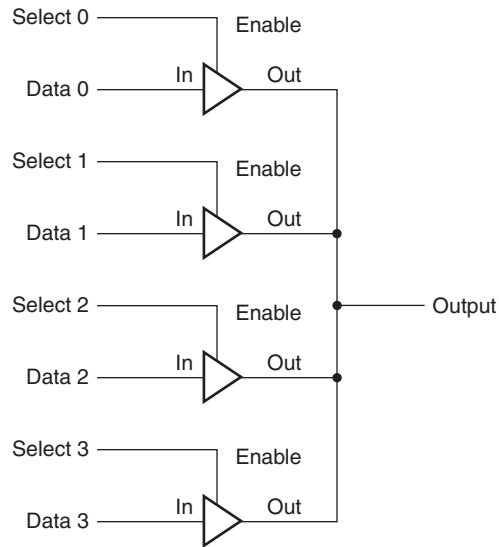 Select 0
Enable
In
Out
Data 0
Select 1
Enable
In
Out
Data 1
Select 2
Enable
Output
In
Out
Data 2
Select 3
Enable
In
Out
Data 3